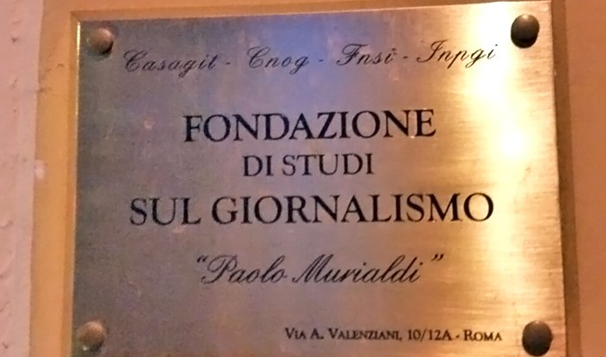 Casagit - Cnog - Fnsi - Inpgi
FONDAZIONE
DI STUDI
SUL GIORNALISMO
“Paolo Murialdi”
VIA A. VALENZIANI, 10/12A - ROMA